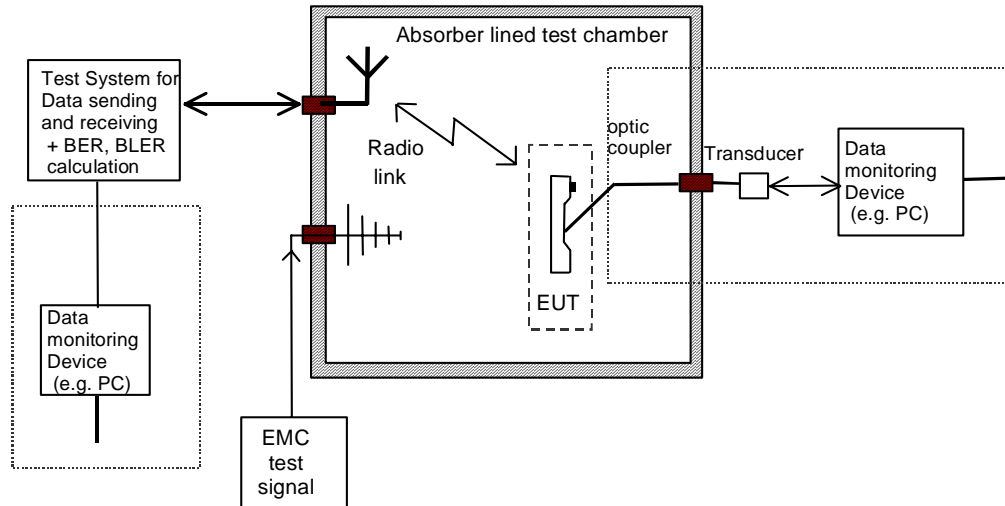 Absorber lined test chamber
Test System for
Data sending
and receiving
+ BER, BLER
calculation
Radio
link
optic
coupler
Transducer
Data
monitoring
Device
(e.g. PC)
EUT
Data
monitoring
Device
(e.g. PC)
EMC
test
signal